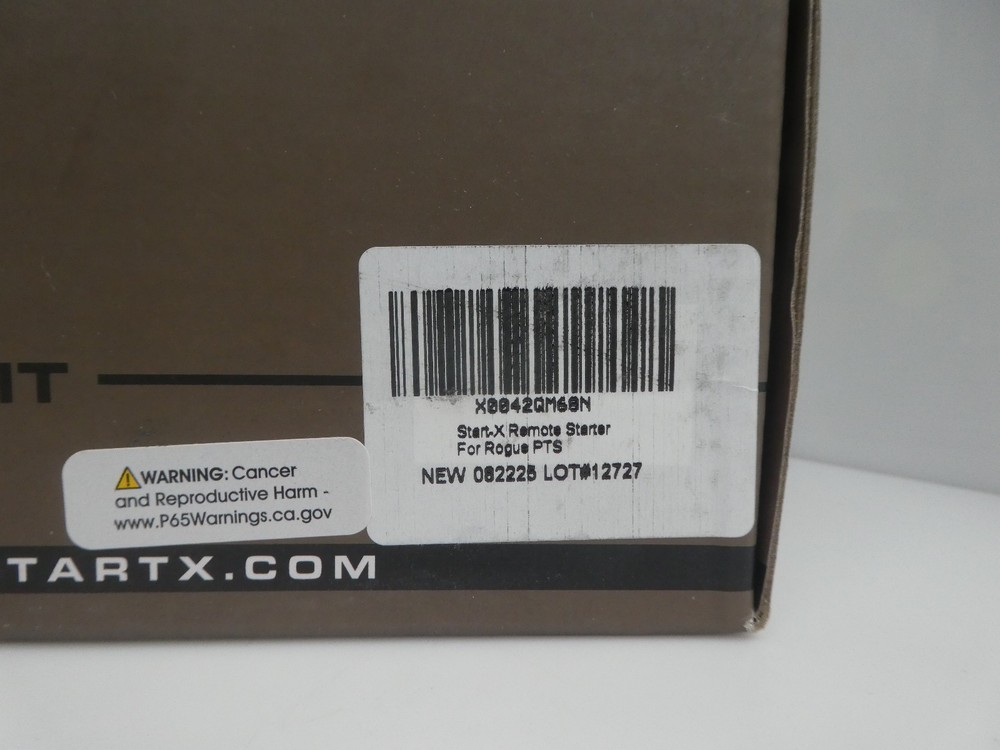 IT
X0042QM60N
Start-X Remote Starter
For Rogue PTS
NEW 082225 LOT#12727
WARNING: Cancer
and Reproductive Harm -
www.P65Warnings.ca.gov
TARTX.COM